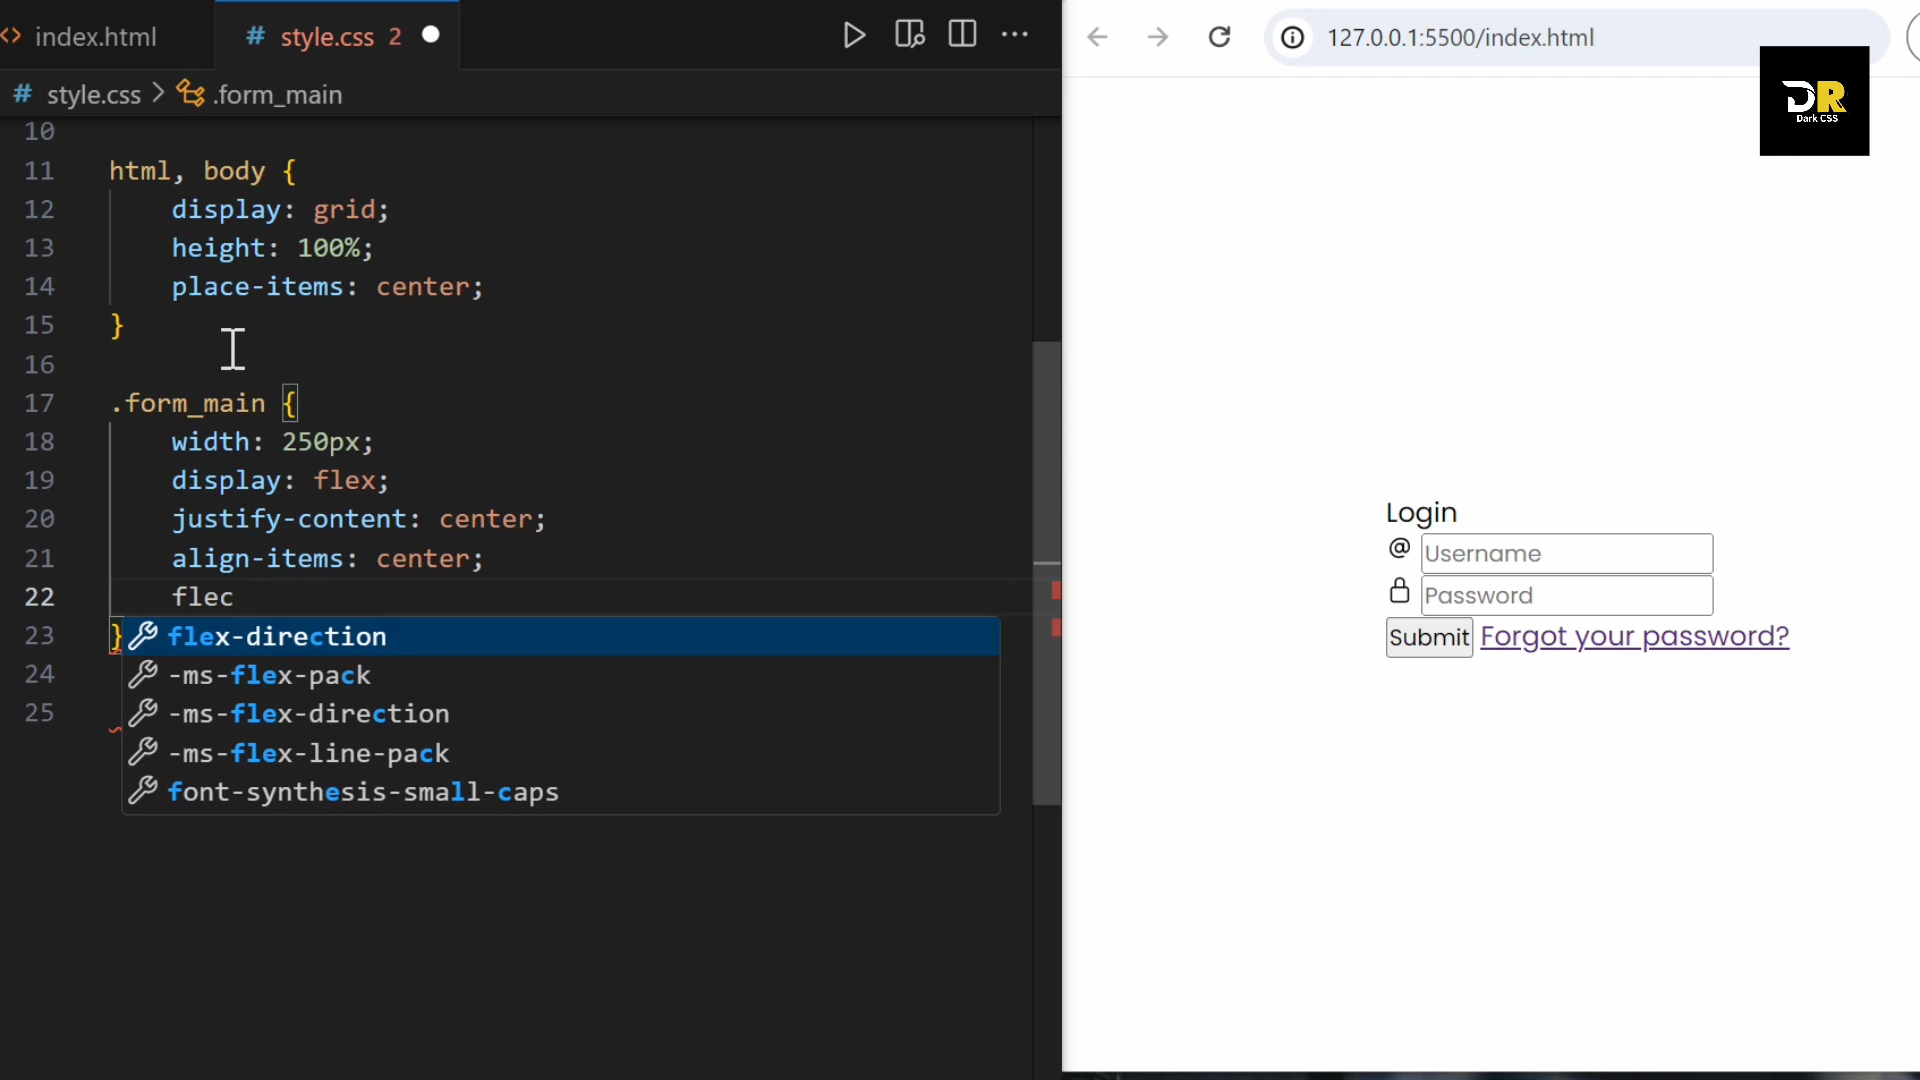 index.html
# style.css 2
# style.css > .form_main
10
11 html, body {
12 display: grid;
13 height: 100%;
14 place-items: center;
15 }
16
17 .form_main {
18 width: 250px;
19 display: flex;
20 justify-content: center;
21 align-items: center;
22 flec
23 }
24
25
flex-direction
-ms-flex-pack
-ms-flex-direction
-ms-flex-line-pack
font-synthesis-small-caps
127.0.0.1:5500/index.html
DR
Dark CSS
Login
@ Username
Password
Submit Forgot your password?